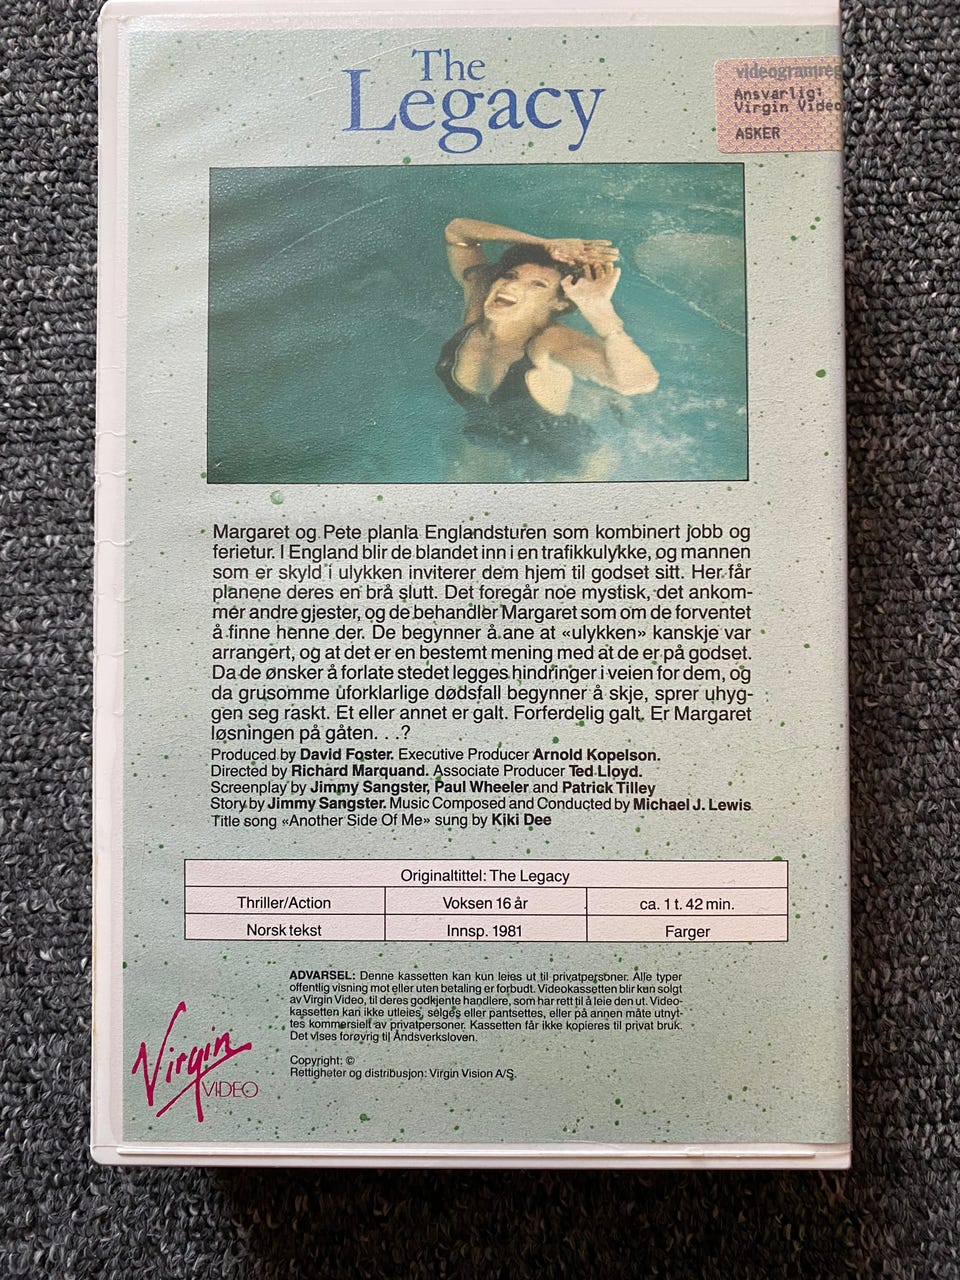 The
Legacy
videogramreg
Ansvarlig:
Virgin Video
ASKER
Margaret og Pete planla Englandsturen som kombinert jobb og
ferietur. I England blir de blandet inn i en trafikkulykke, og mannen
som er skyld i ulykken inviterer dem hjem til godset sitt. Her får
planene deres en brå slutt. Det foregår noe mystisk, det ankom-
mer andre gjester, og de behandler Margaret som om de forventet
å finne henne der. De begynner å ane at «ulykken» kanskje var
arrangert, og at det er en bestemt mening med at de er på godset.
Da de ønsker å forlate stedet legges hindringer i veien for dem, og
da grusomme uforklarlige dødsfall begynner å skje, sprer uhyg-
gen seg raskt. Et eller annet er galt. Forferdelig galt. Er Margaret
løsningen på gåten. . .?
Produced by David Foster. Executive Producer Arnold Kopelson.
Directed by Richard Marquand. Associate Producer Ted Lloyd.
Screenplay by Jimmy Sangster, Paul Wheeler and Patrick Tilley
Story by Jimmy Sangster. Music Composed and Conducted by Michael J. Lewis
Title song «Another Side Of Me» sung by Kiki Dee
Originaltittel: The Legacy
Thriller/Action Voksen 16 år ca. 1 t. 42 min.
Norsk tekst Innsp. 1981 Farger
ADVARSEL: Denne kassetten kan kun leies ut til privatpersoner. Alle typer
offentlig visning mot eller uten betaling er forbudt. Videokassetten blir kun solgt
av Virgin Video, til deres godkjente handlere, som har rett til å leie den ut. Video-
kassetten kan ikke utleies, selges eller pantsettes, eller på annen måte utnyt-
tes kommersielt av privatpersoner. Kassetten får ikke kopieres til privat bruk.
Det vises forøvrig til Åndsverksloven.
Copyright: ©
Rettigheter og distribusjon: Virgin Vision A/S.
Virgin
VIDEO